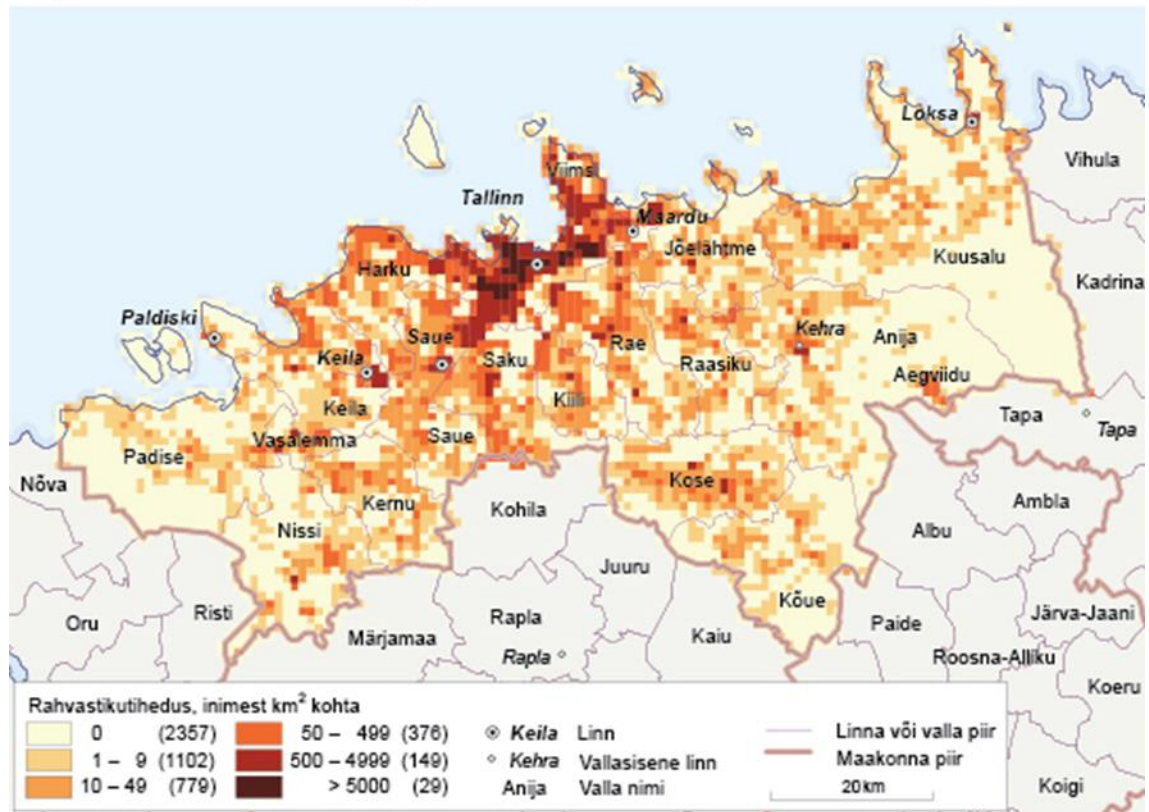 Loksa
Vihula
Viims
Tallinn
Maardu
Jõelähtme
Harku
Kuusalu
Kadrina
Paldiski
Saue
Rae
Kehra
Anija
Keila
Saku
Raasiku
Aegviidu
Kiili
Keila
Tapa
Tapa
Vasalemma
Saue
Padise
Nõva
Kose
Kernu
Kohila
Ambla
Nissi
Albu
Juuru
Risti
Kõue
Oru
Rapla
Paide
Järva-Jaani
Märjamaa
Kaiu
Rapla
Roosna-Alliku
Koeru
Koigi
Rahvastikutihedus, inimest km² kohta
0 (2357)
1 – 9 (1102)
10 – 49 (779)
50 – 499 (376)
500 – 4999 (149)
> 5000 (29)
Keila Linn
Kehra Vallasisene linn
Anija Valla nimi
Linna või valla piir
Maakonna piir
20 km